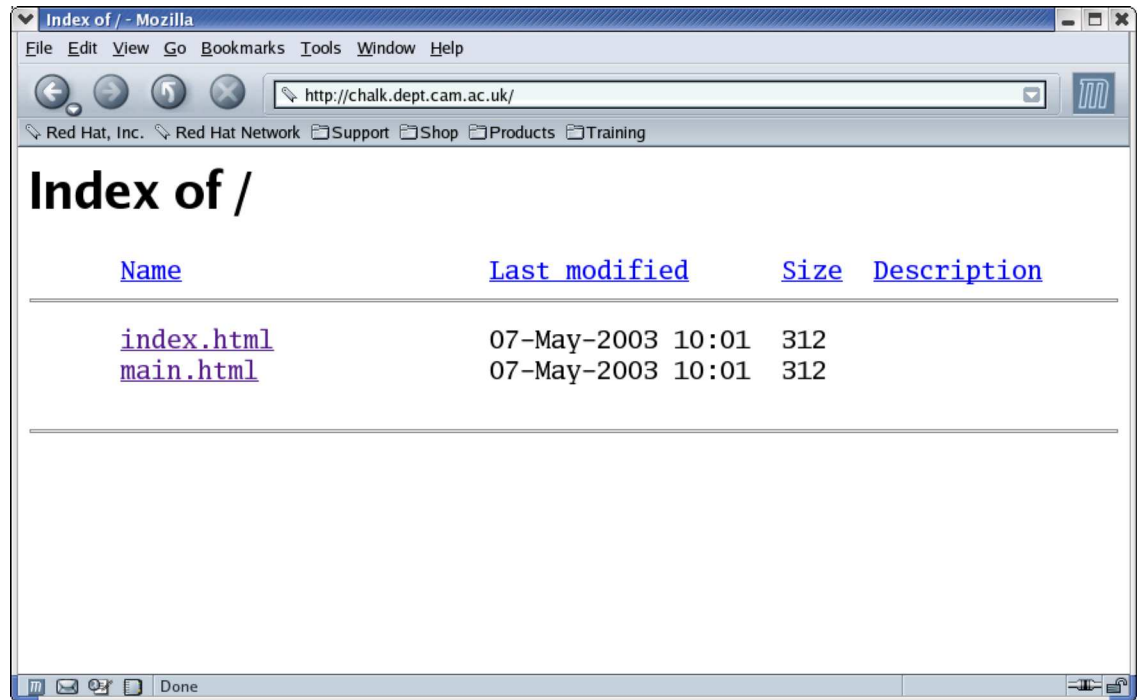 Index of / - Mozilla
File Edit View Go Bookmarks Tools Window Help
http://chalk.dept.cam.ac.uk/
Red Hat, Inc. Red Hat Network Support Shop Products Training
Index of /
Name Last modified Size Description
index.html 07-May-2003 10:01 312
main.html 07-May-2003 10:01 312
Done